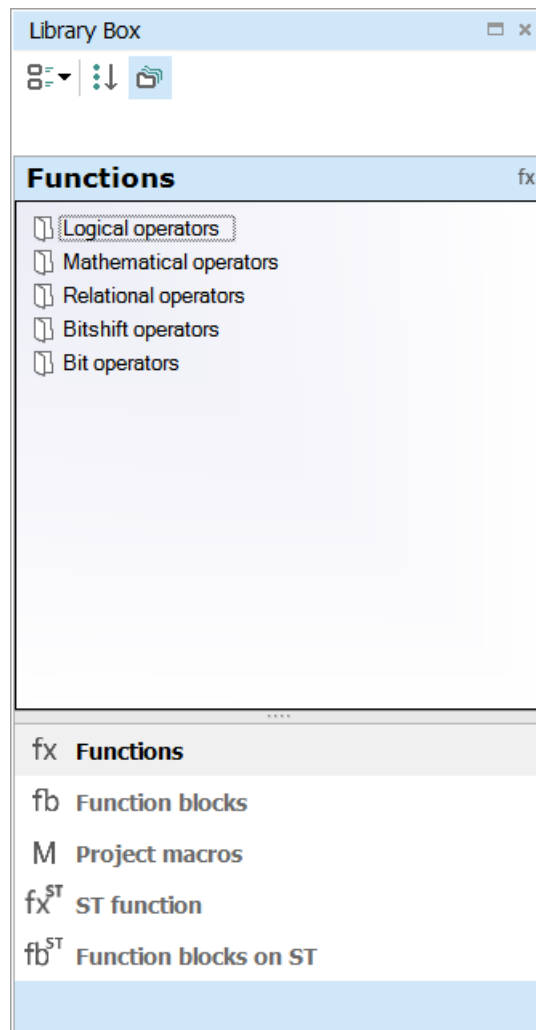 Library Box
Functions fx
Logical operators
Mathematical operators
Relational operators
Bitshift operators
Bit operators
fx Functions
fb Function blocks
M Project macros
fxST ST function
fbST Function blocks on ST